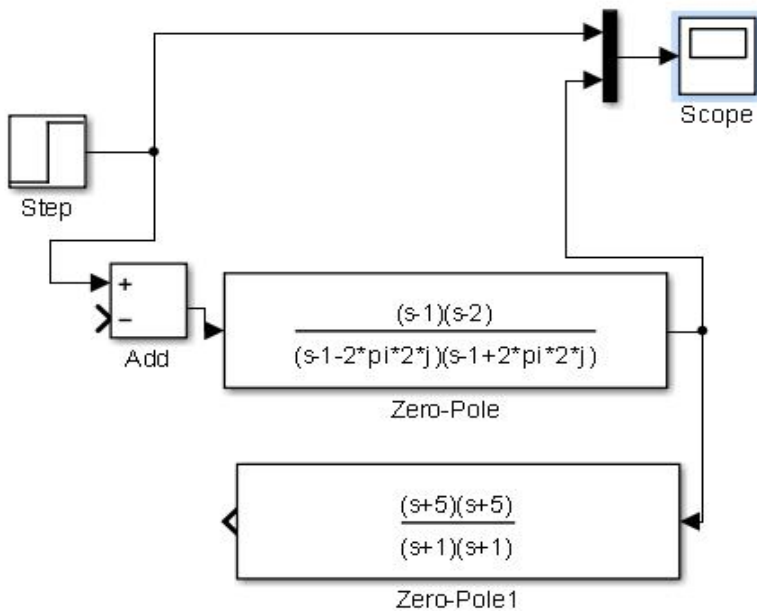 Scope
Step
+
−
Add
(s-1)(s-2)
(s-1-2*pi*2*j)(s-1+2*pi*2*j)
Zero-Pole
(s+5)(s+5)
(s+1)(s+1)
Zero-Pole1